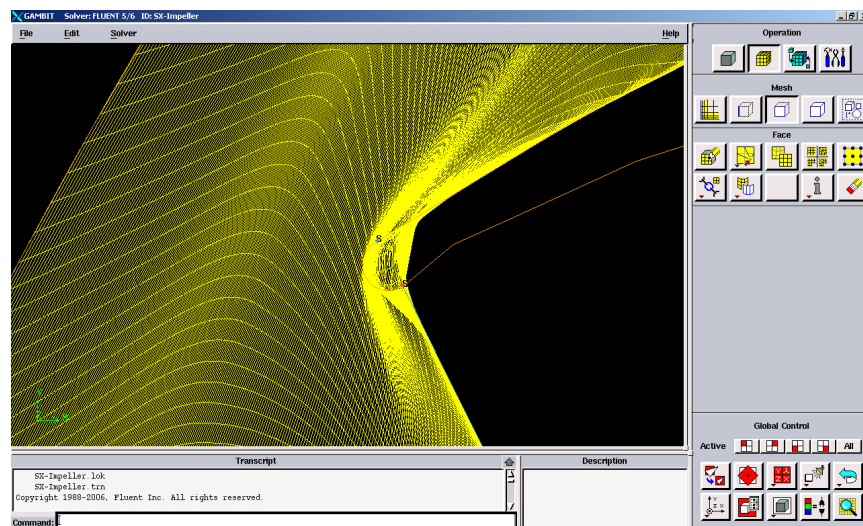 GAMBIT Solver: FLUENT 5/6 ID: SX-Impeller
File Edit Solver Help
Operation
Mesh
Face
S
S
Global Control
Active All
Transcript
Description
SX-Impeller.lok
SX-Impeller.trn
Copyright 1988-2006, Fluent Inc. All rights reserved.
Command: